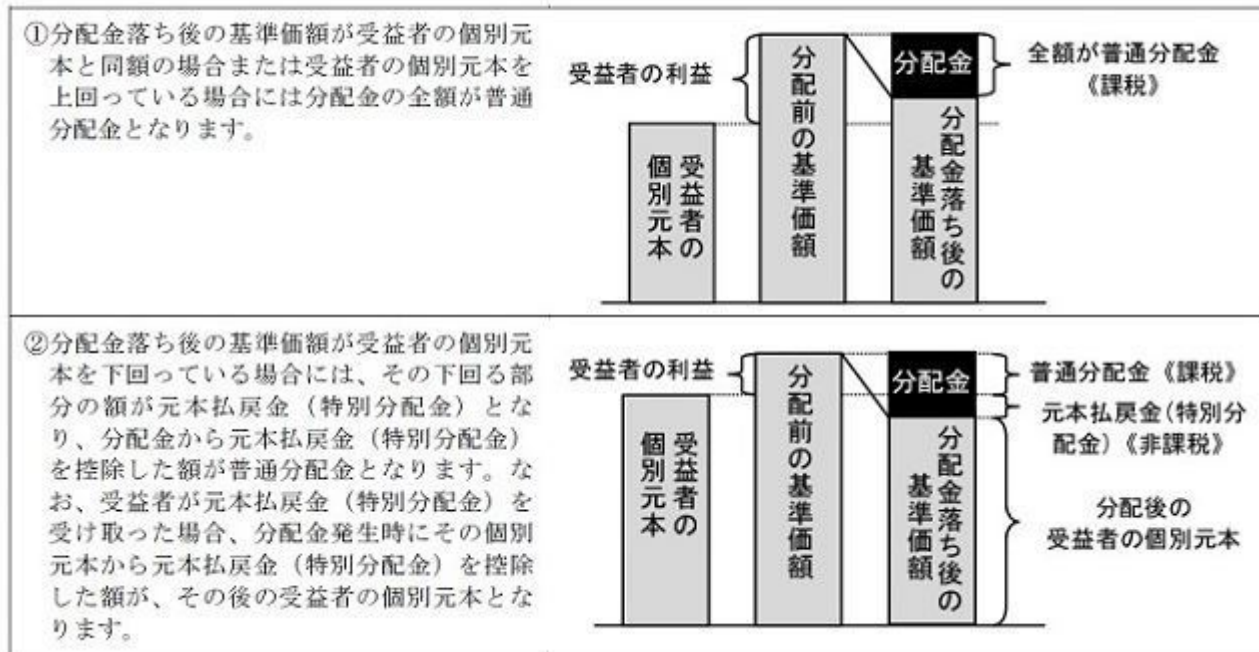 ①分配金落ち後の基準価額が受益者の個別元
本と同額の場合または受益者の個別元本を
上回っている場合には分配金の全額が普通
分配金となります。
受益者の利益
受益者の
個別元本
分配前の基準価額
分配金
分配金落ち後の
基準価額
全額が普通分配金
《課税》
②分配金落ち後の基準価額が受益者の個別元
本を下回っている場合には、その下回る部
分の額が元本払戻金（特別分配金）とな
り、分配金から元本払戻金（特別分配金）
を控除した額が普通分配金となります。な
お、受益者が元本払戻金（特別分配金）を
受け取った場合、分配金発生時にその個別
元本から元本払戻金（特別分配金）を控除
した額が、その後の受益者の個別元本とな
ります。
受益者の利益
受益者の
個別元本
分配前の基準価額
分配金
分配金落ち後の
基準価額
普通分配金《課税》
元本払戻金(特別分
配金)《非課税》
分配後の
受益者の個別元本